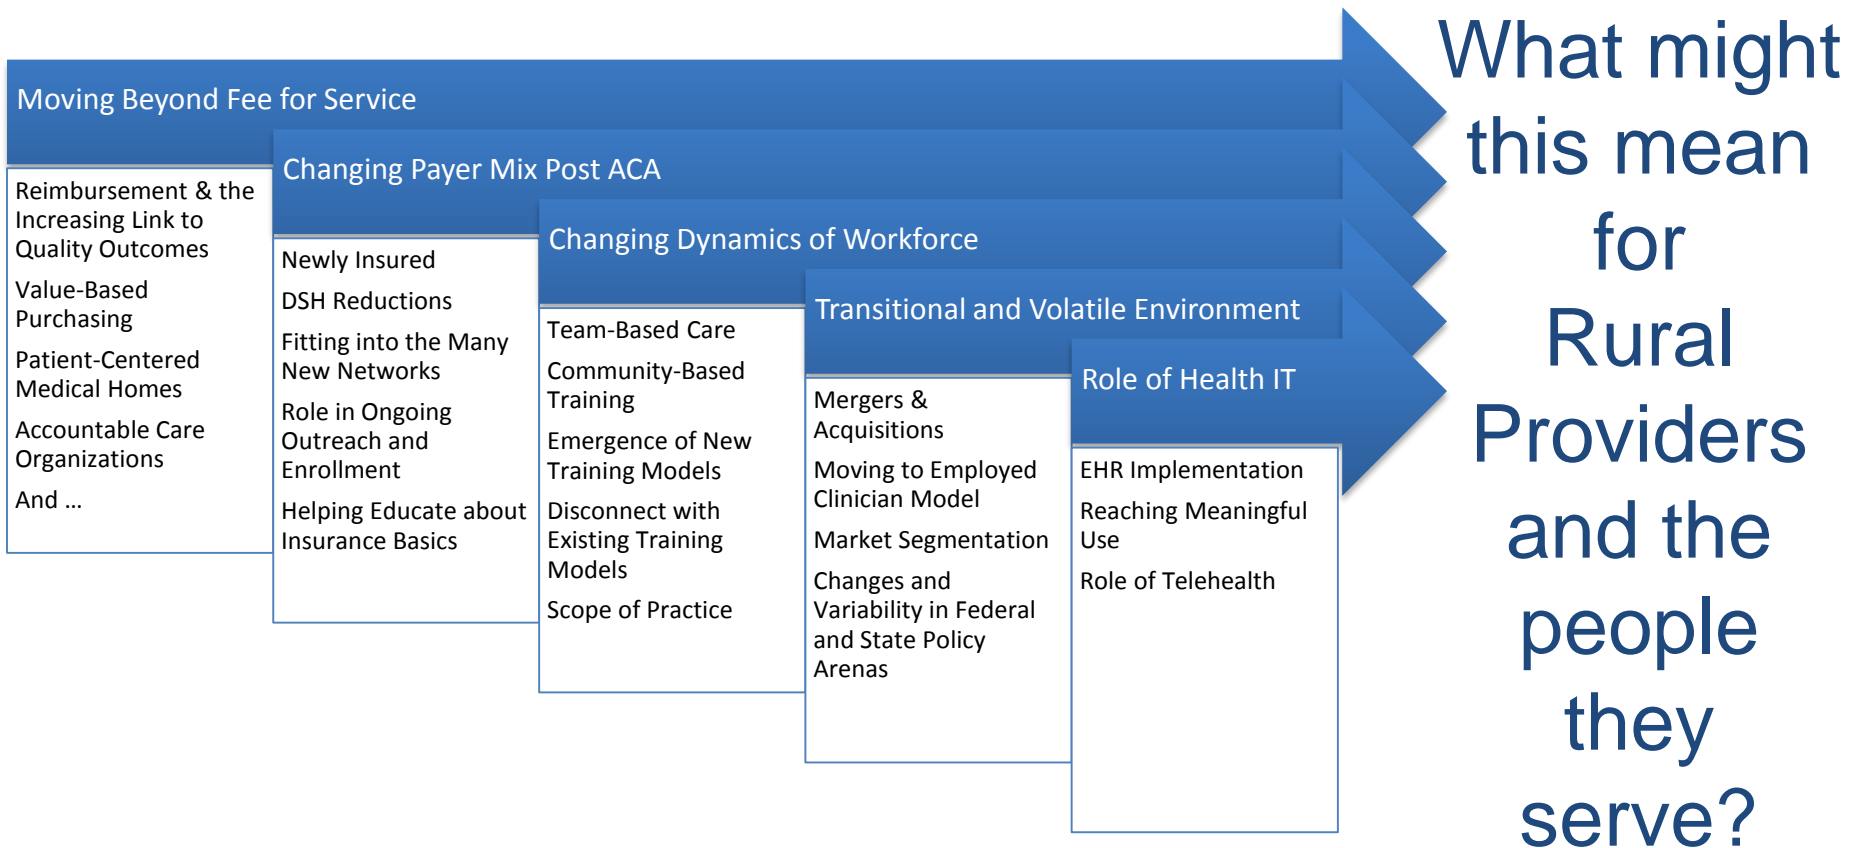 Moving Beyond Fee for Service
Reimbursement & the
Increasing Link to
Quality Outcomes
Value-Based
Purchasing
Patient-Centered
Medical Homes
Accountable Care
Organizations
And ...
Changing Payer Mix Post ACA
Newly Insured
DSH Reductions
Fitting into the Many
New Networks
Role in Ongoing
Outreach and
Enrollment
Helping Educate about
Insurance Basics
Changing Dynamics of Workforce
Team-Based Care
Community-Based
Training
Emergence of New
Training Models
Disconnect with
Existing Training
Models
Scope of Practice
Transitional and Volatile Environment
Mergers &
Acquisitions
Moving to Employed
Clinician Model
Market Segmentation
Changes and
Variability in Federal
and State Policy
Arenas
Role of Health IT
EHR Implementation
Reaching Meaningful
Use
Role of Telehealth
What might
this mean
for
Rural
Providers
and the
people
they
serve?